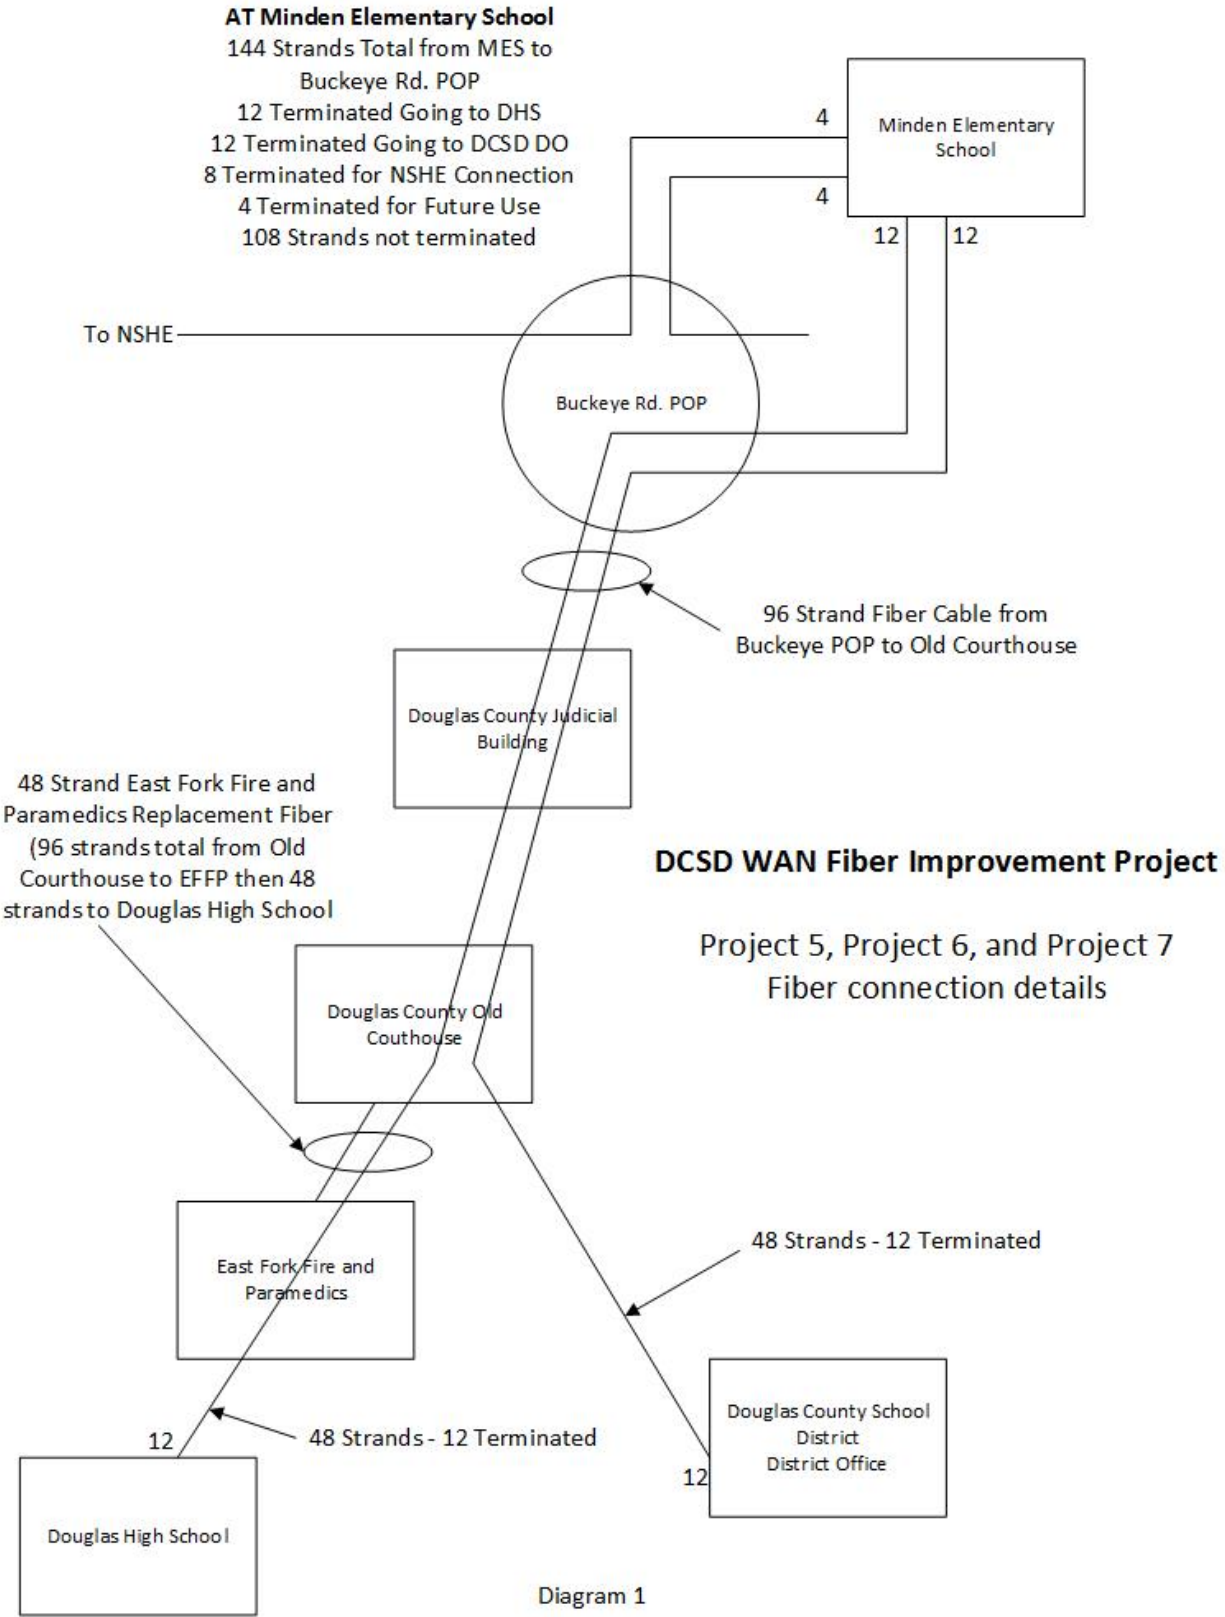 AT Minden Elementary School
144 Strands Total from MES to
Buckeye Rd. POP
12 Terminated Going to DHS
12 Terminated Going to DCSD DO
8 Terminated for NSHE Connection
4 Terminated for Future Use
108 Strands not terminated
4
4
Minden Elementary
School
12
12
To NSHE
Buckeye Rd. POP
96 Strand Fiber Cable from
Buckeye POP to Old Courthouse
Douglas County Judicial
Building
48 Strand East Fork Fire and
Paramedics Replacement Fiber
(96 strands total from Old
Courthouse to EFFP then 48
strands to Douglas High School
DCSD WAN Fiber Improvement Project
Project 5, Project 6, and Project 7
Fiber connection details
Douglas County Old
Couthouse
East Fork Fire and
Paramedics
48 Strands - 12 Terminated
12
48 Strands - 12 Terminated
Douglas County School
District
District Office
12
Douglas High School
Diagram 1